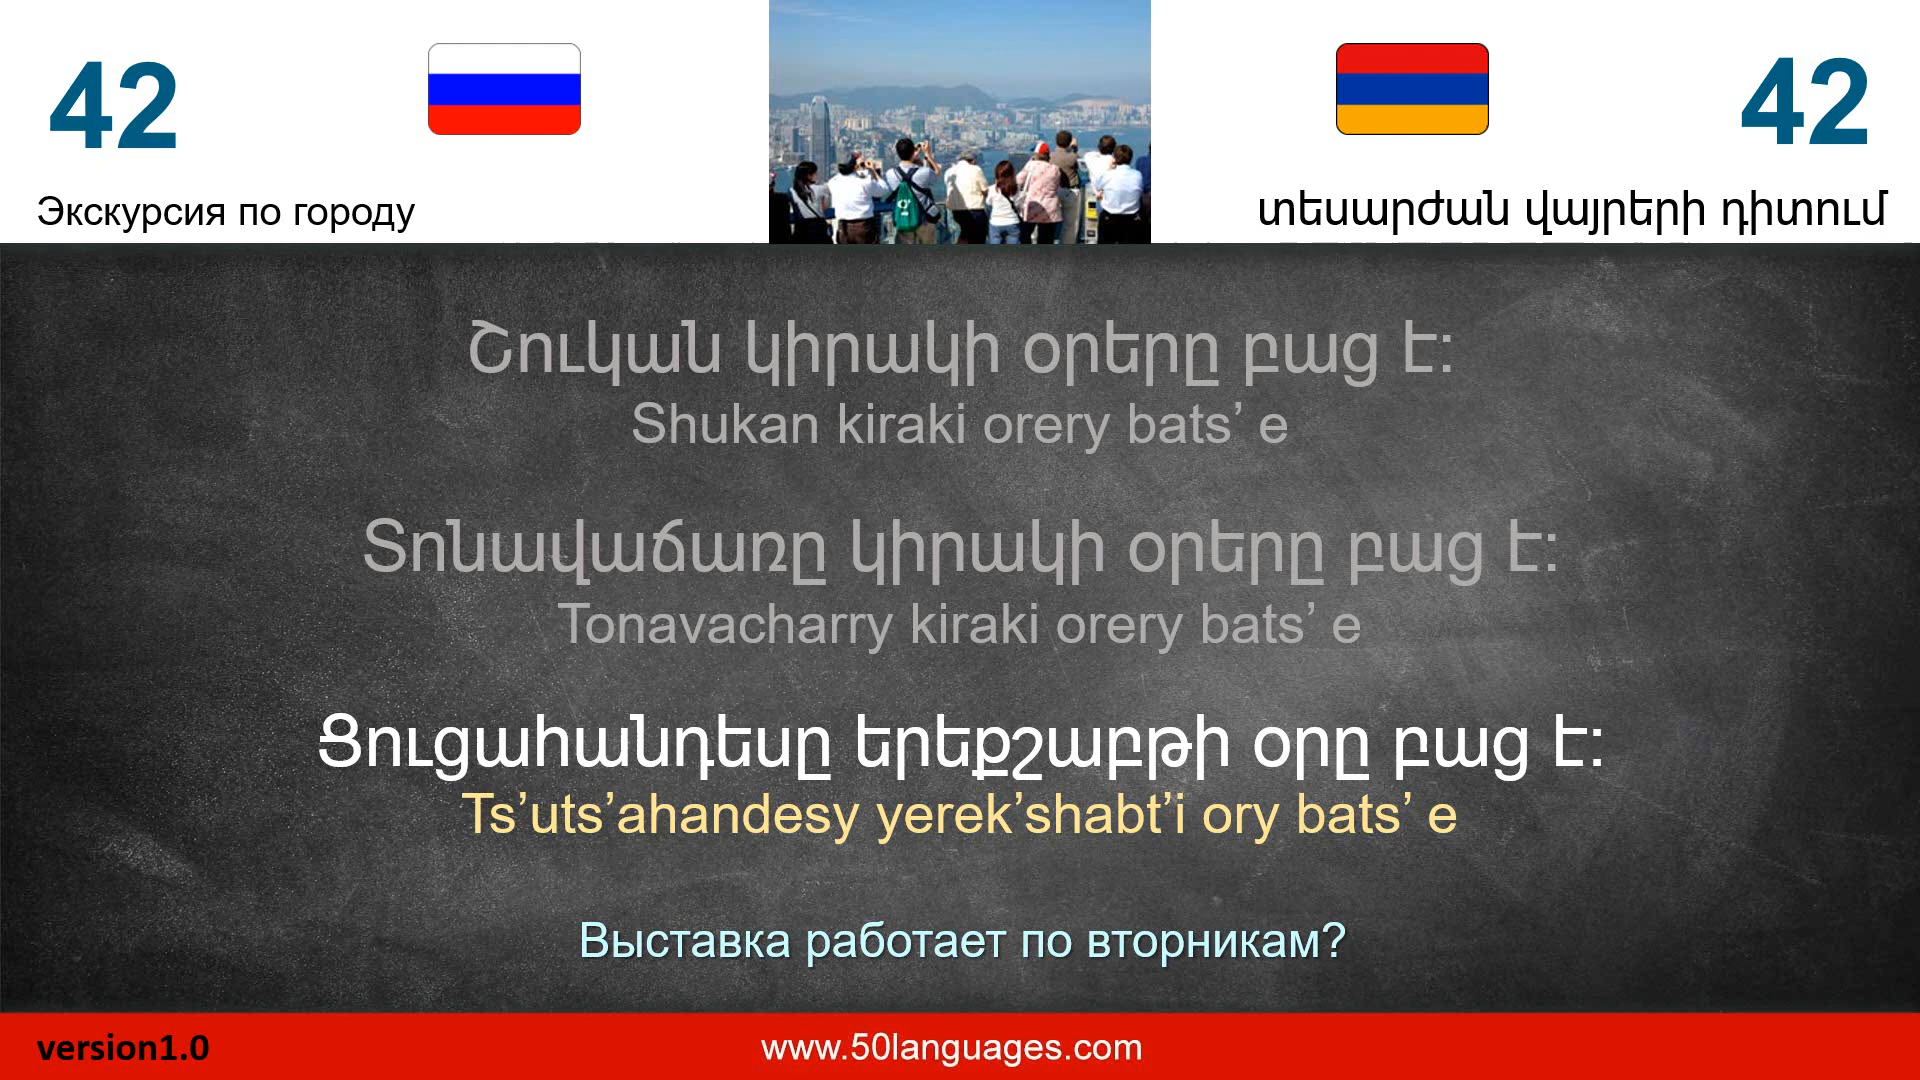 42
42
Экскурсия по городу
տեսարժան վայրերի դիտում
Շուկան կիրակի օրերը բաց է:
Shukan kiraki orery bats’ e
Տոնավաճառը կիրակի օրերը բաց է:
Tonavacharry kiraki orery bats’ e
Ցուցահանդեսը երեքշաբթի օրը բաց է:
Ts’uts’ahandesy yerek’shabt’i ory bats’ e
Выставка работает по вторникам?
version1.0
www.50languages.com